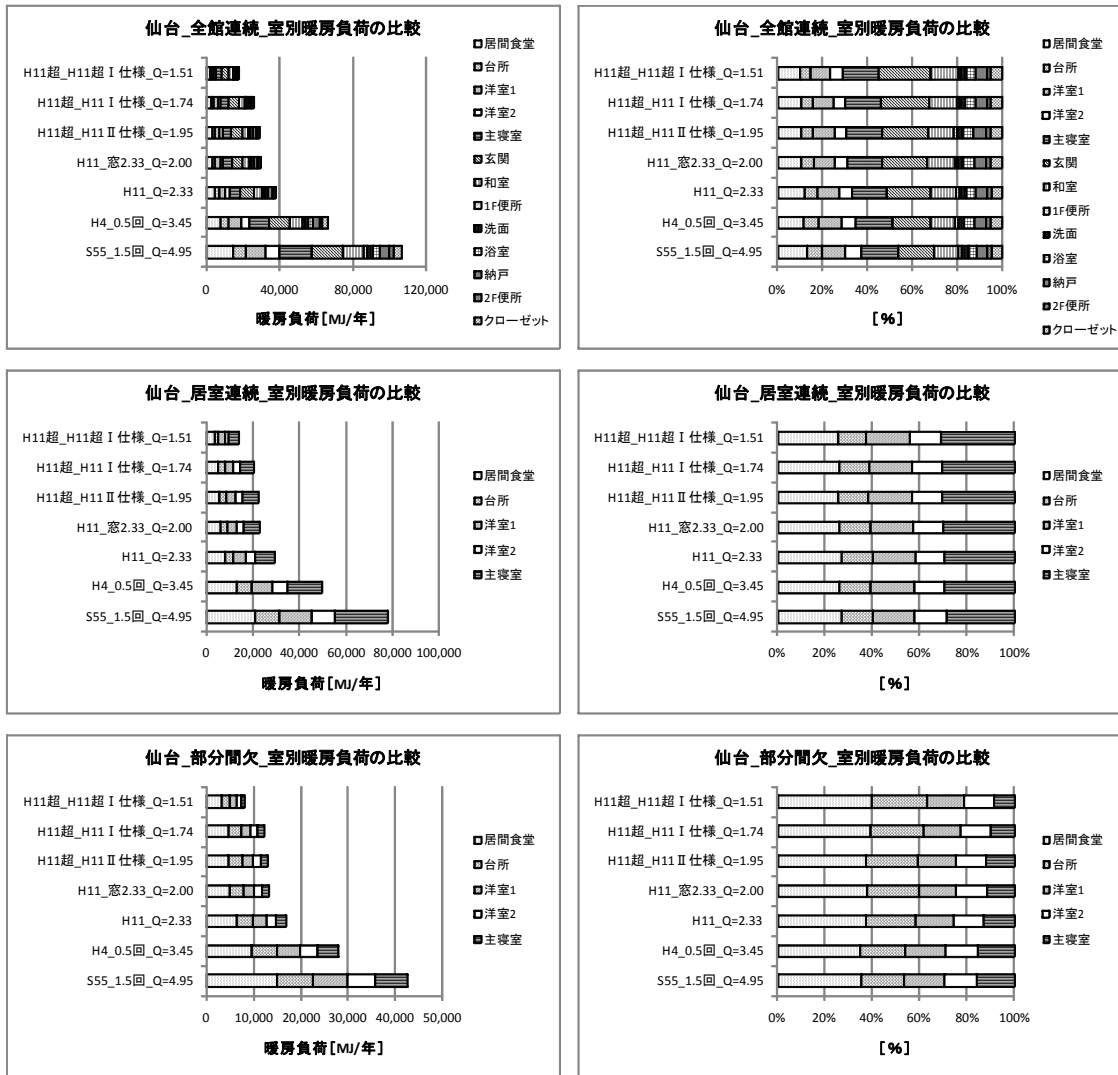 仙台_全館連続_室別暖房負荷の比較
H11超_H11超Ⅰ仕様_Q=1.51
H11超_H11Ⅰ仕様_Q=1.74
H11超_H11Ⅱ仕様_Q=1.95
H11_窓2.33_Q=2.00
H11_Q=2.33
H4_0.5回_Q=3.45
S55_1.5回_Q=4.95
0 40,000 80,000 120,000
暖房負荷[MJ/年]
居間食堂
台所
洋室1
洋室2
主寝室
玄関
和室
1F便所
洗面
浴室
納戸
2F便所
クローゼット
仙台_全館連続_室別暖房負荷の比較
H11超_H11超Ⅰ仕様_Q=1.51
H11超_H11Ⅰ仕様_Q=1.74
H11超_H11Ⅱ仕様_Q=1.95
H11_窓2.33_Q=2.00
H11_Q=2.33
H4_0.5回_Q=3.45
S55_1.5回_Q=4.95
0% 20% 40% 60% 80% 100%
[%]
居間食堂
台所
洋室1
洋室2
主寝室
玄関
和室
1F便所
洗面
浴室
納戸
2F便所
クローゼット
仙台_居室連続_室別暖房負荷の比較
H11超_H11超Ⅰ仕様_Q=1.51
H11超_H11Ⅰ仕様_Q=1.74
H11超_H11Ⅱ仕様_Q=1.95
H11_窓2.33_Q=2.00
H11_Q=2.33
H4_0.5回_Q=3.45
S55_1.5回_Q=4.95
0 20,000 40,000 60,000 80,000 100,000
暖房負荷[MJ/年]
居間食堂
台所
洋室1
洋室2
主寝室
仙台_居室連続_室別暖房負荷の比較
H11超_H11超Ⅰ仕様_Q=1.51
H11超_H11Ⅰ仕様_Q=1.74
H11超_H11Ⅱ仕様_Q=1.95
H11_窓2.33_Q=2.00
H11_Q=2.33
H4_0.5回_Q=3.45
S55_1.5回_Q=4.95
0% 20% 40% 60% 80% 100%
[%]
居間食堂
台所
洋室1
洋室2
主寝室
仙台_部分間欠_室別暖房負荷の比較
H11超_H11超Ⅰ仕様_Q=1.51
H11超_H11Ⅰ仕様_Q=1.74
H11超_H11Ⅱ仕様_Q=1.95
H11_窓2.33_Q=2.00
H11_Q=2.33
H4_0.5回_Q=3.45
S55_1.5回_Q=4.95
0 10,000 20,000 30,000 40,000 50,000
暖房負荷[MJ/年]
居間食堂
台所
洋室1
洋室2
主寝室
仙台_部分間欠_室別暖房負荷の比較
H11超_H11超Ⅰ仕様_Q=1.51
H11超_H11Ⅰ仕様_Q=1.74
H11超_H11Ⅱ仕様_Q=1.95
H11_窓2.33_Q=2.00
H11_Q=2.33
H4_0.5回_Q=3.45
S55_1.5回_Q=4.95
0% 20% 40% 60% 80% 100%
[%]
居間食堂
台所
洋室1
洋室2
主寝室